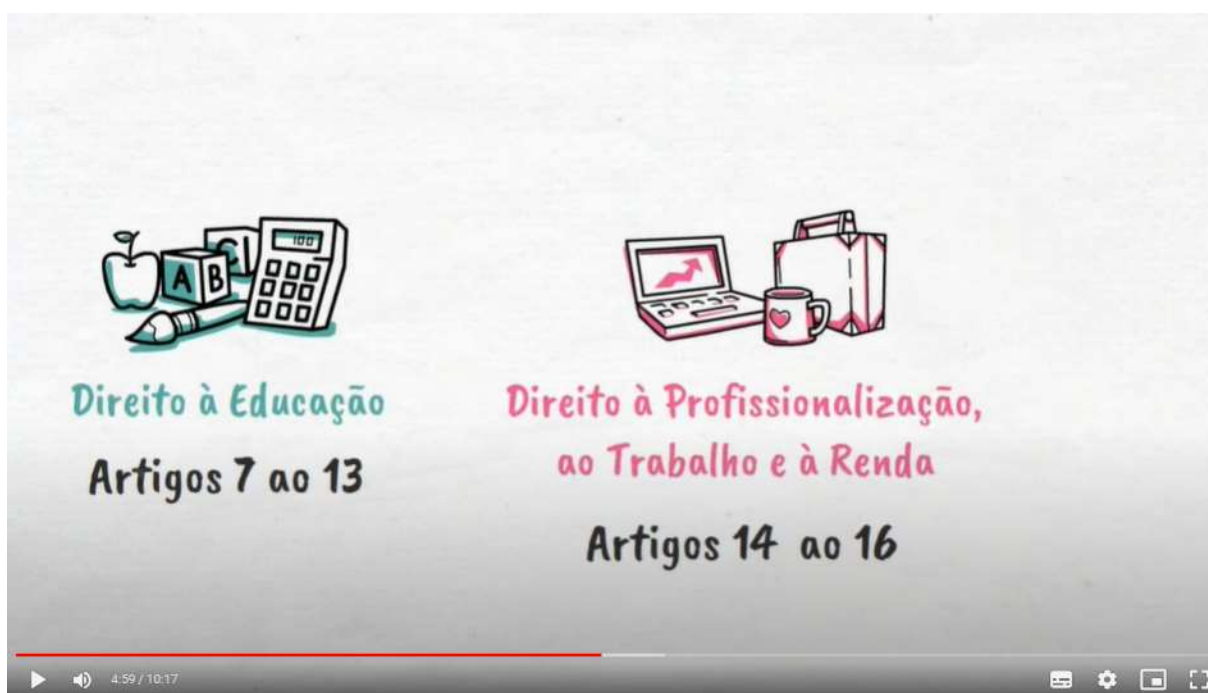 100
A B C
Direito à Educação
Artigos 7 ao 13
Direito à Profissionalização,
ao Trabalho e à Renda
Artigos 14 ao 16
4:59 / 10:17